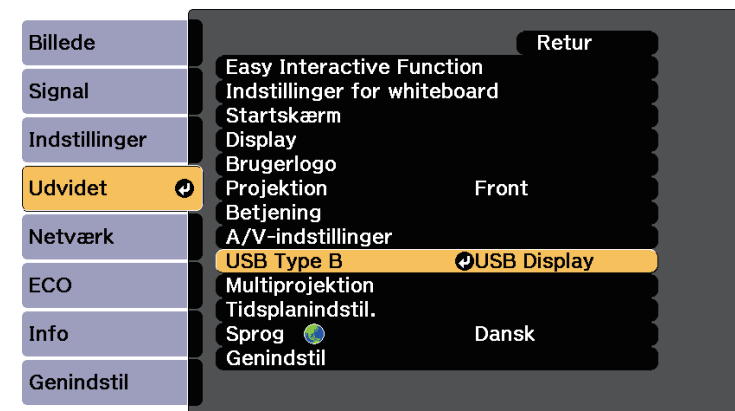 Billede
Signal
Indstillinger
Udvidet
Netværk
ECO
Info
Genindstil
Retur
Easy Interactive Function
Indstillinger for whiteboard
Startskærm
Display
Brugerlogo
Projektion Front
Betjening
A/V-indstillinger
USB Type B USB Display
Multiprojektion
Tidsplanindstil.
Sprog Dansk
Genindstil